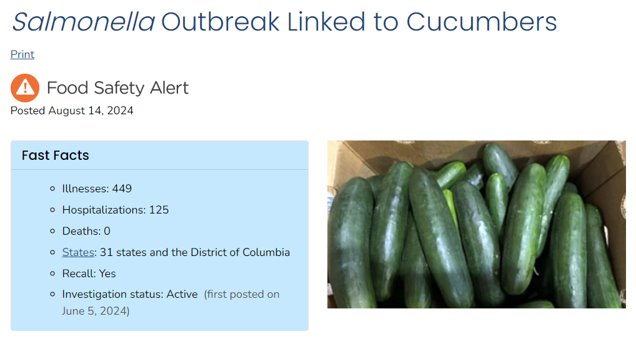 Salmonella Outbreak Linked to Cucumbers
Print
Food Safety Alert
Posted August 14, 2024
Fast Facts
Illnesses: 449
Hospitalizations: 125
Deaths: 0
States: 31 states and the District of Columbia
Recall: Yes
Investigation status: Active (first posted on
June 5, 2024)